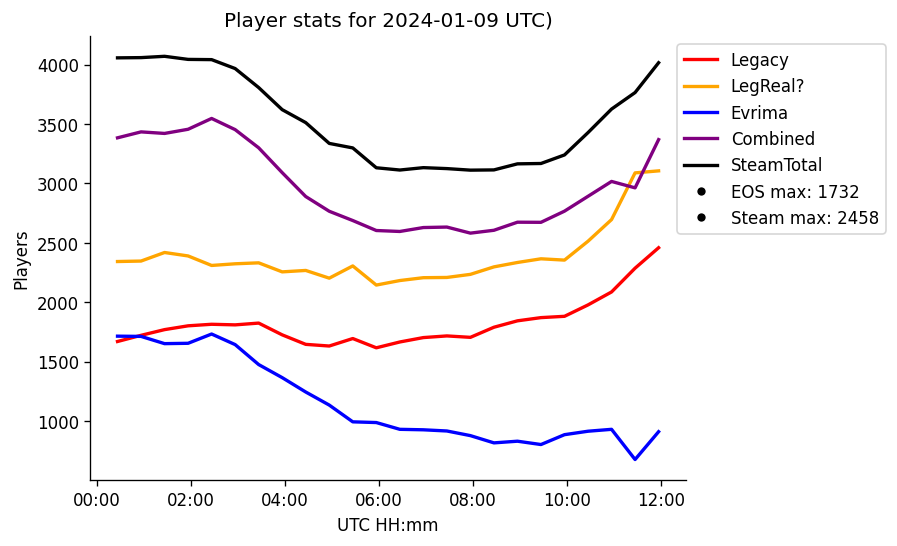 Player stats for 2024-01-09 UTC)
Legacy
LegReal?
Evrima
Combined
SteamTotal
EOS max: 1732
Steam max: 2458
Players
4000
3500
3000
2500
2000
1500
1000
00:00 02:00 04:00 06:00 08:00 10:00 12:00
UTC HH:mm